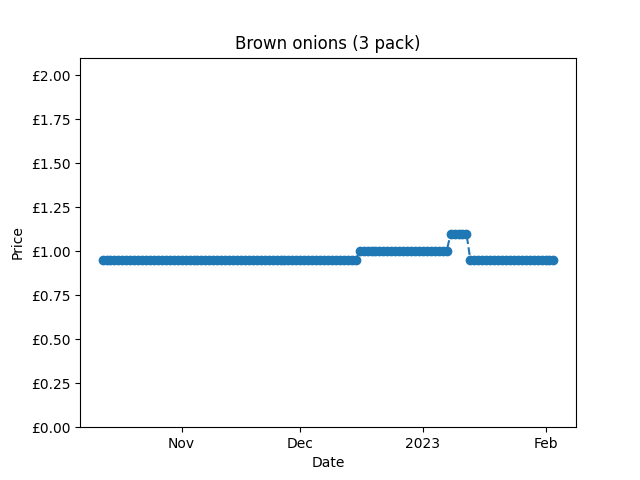 Brown onions (3 pack)
£2.00
£1.75
£1.50
£1.25
£1.00
£0.75
£0.50
£0.25
£0.00
Price
Nov Dec 2023 Feb
Date